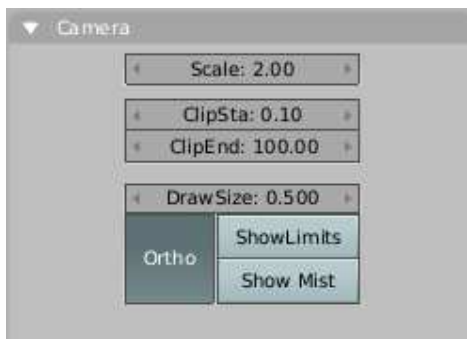 Camera
Scale: 2.00
ClipSta: 0.10
ClipEnd: 100.00
DrawSize: 0.500
Ortho
ShowLimits
Show Mist